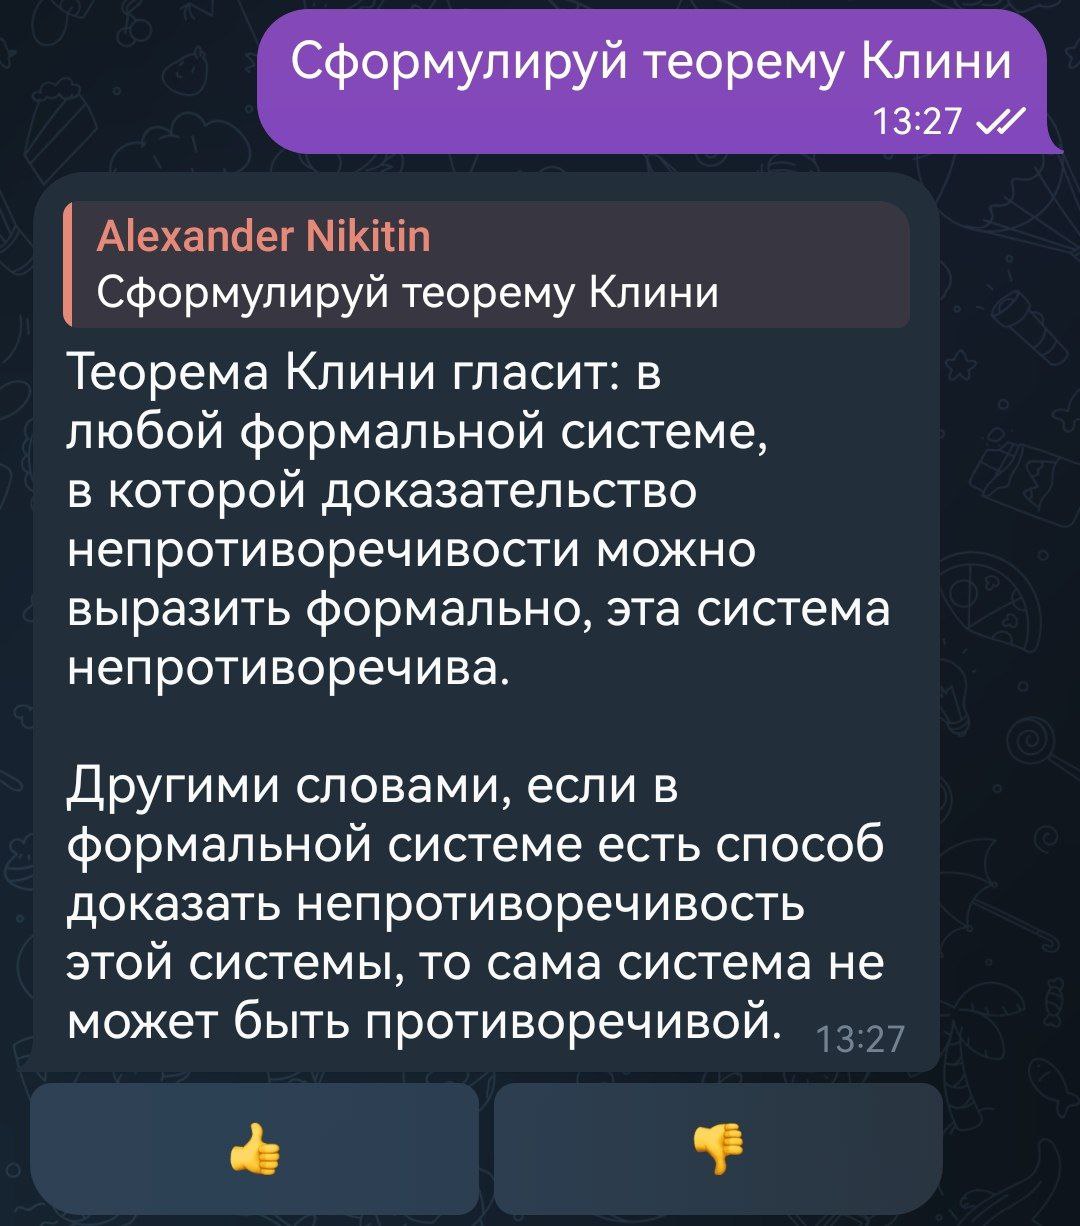 Сформулируй теорему Клини
13:27
Alexander Nikitin
Сформулируй теорему Клини
Теорема Клини гласит: в
любой формальной системе,
в которой доказательство
непротиворечивости можно
выразить формально, эта система
непротиворечива.
Другими словами, если в
формальной системе есть способ
доказать непротиворечивость
этой системы, то сама система не
может быть противоречивой.
13:27